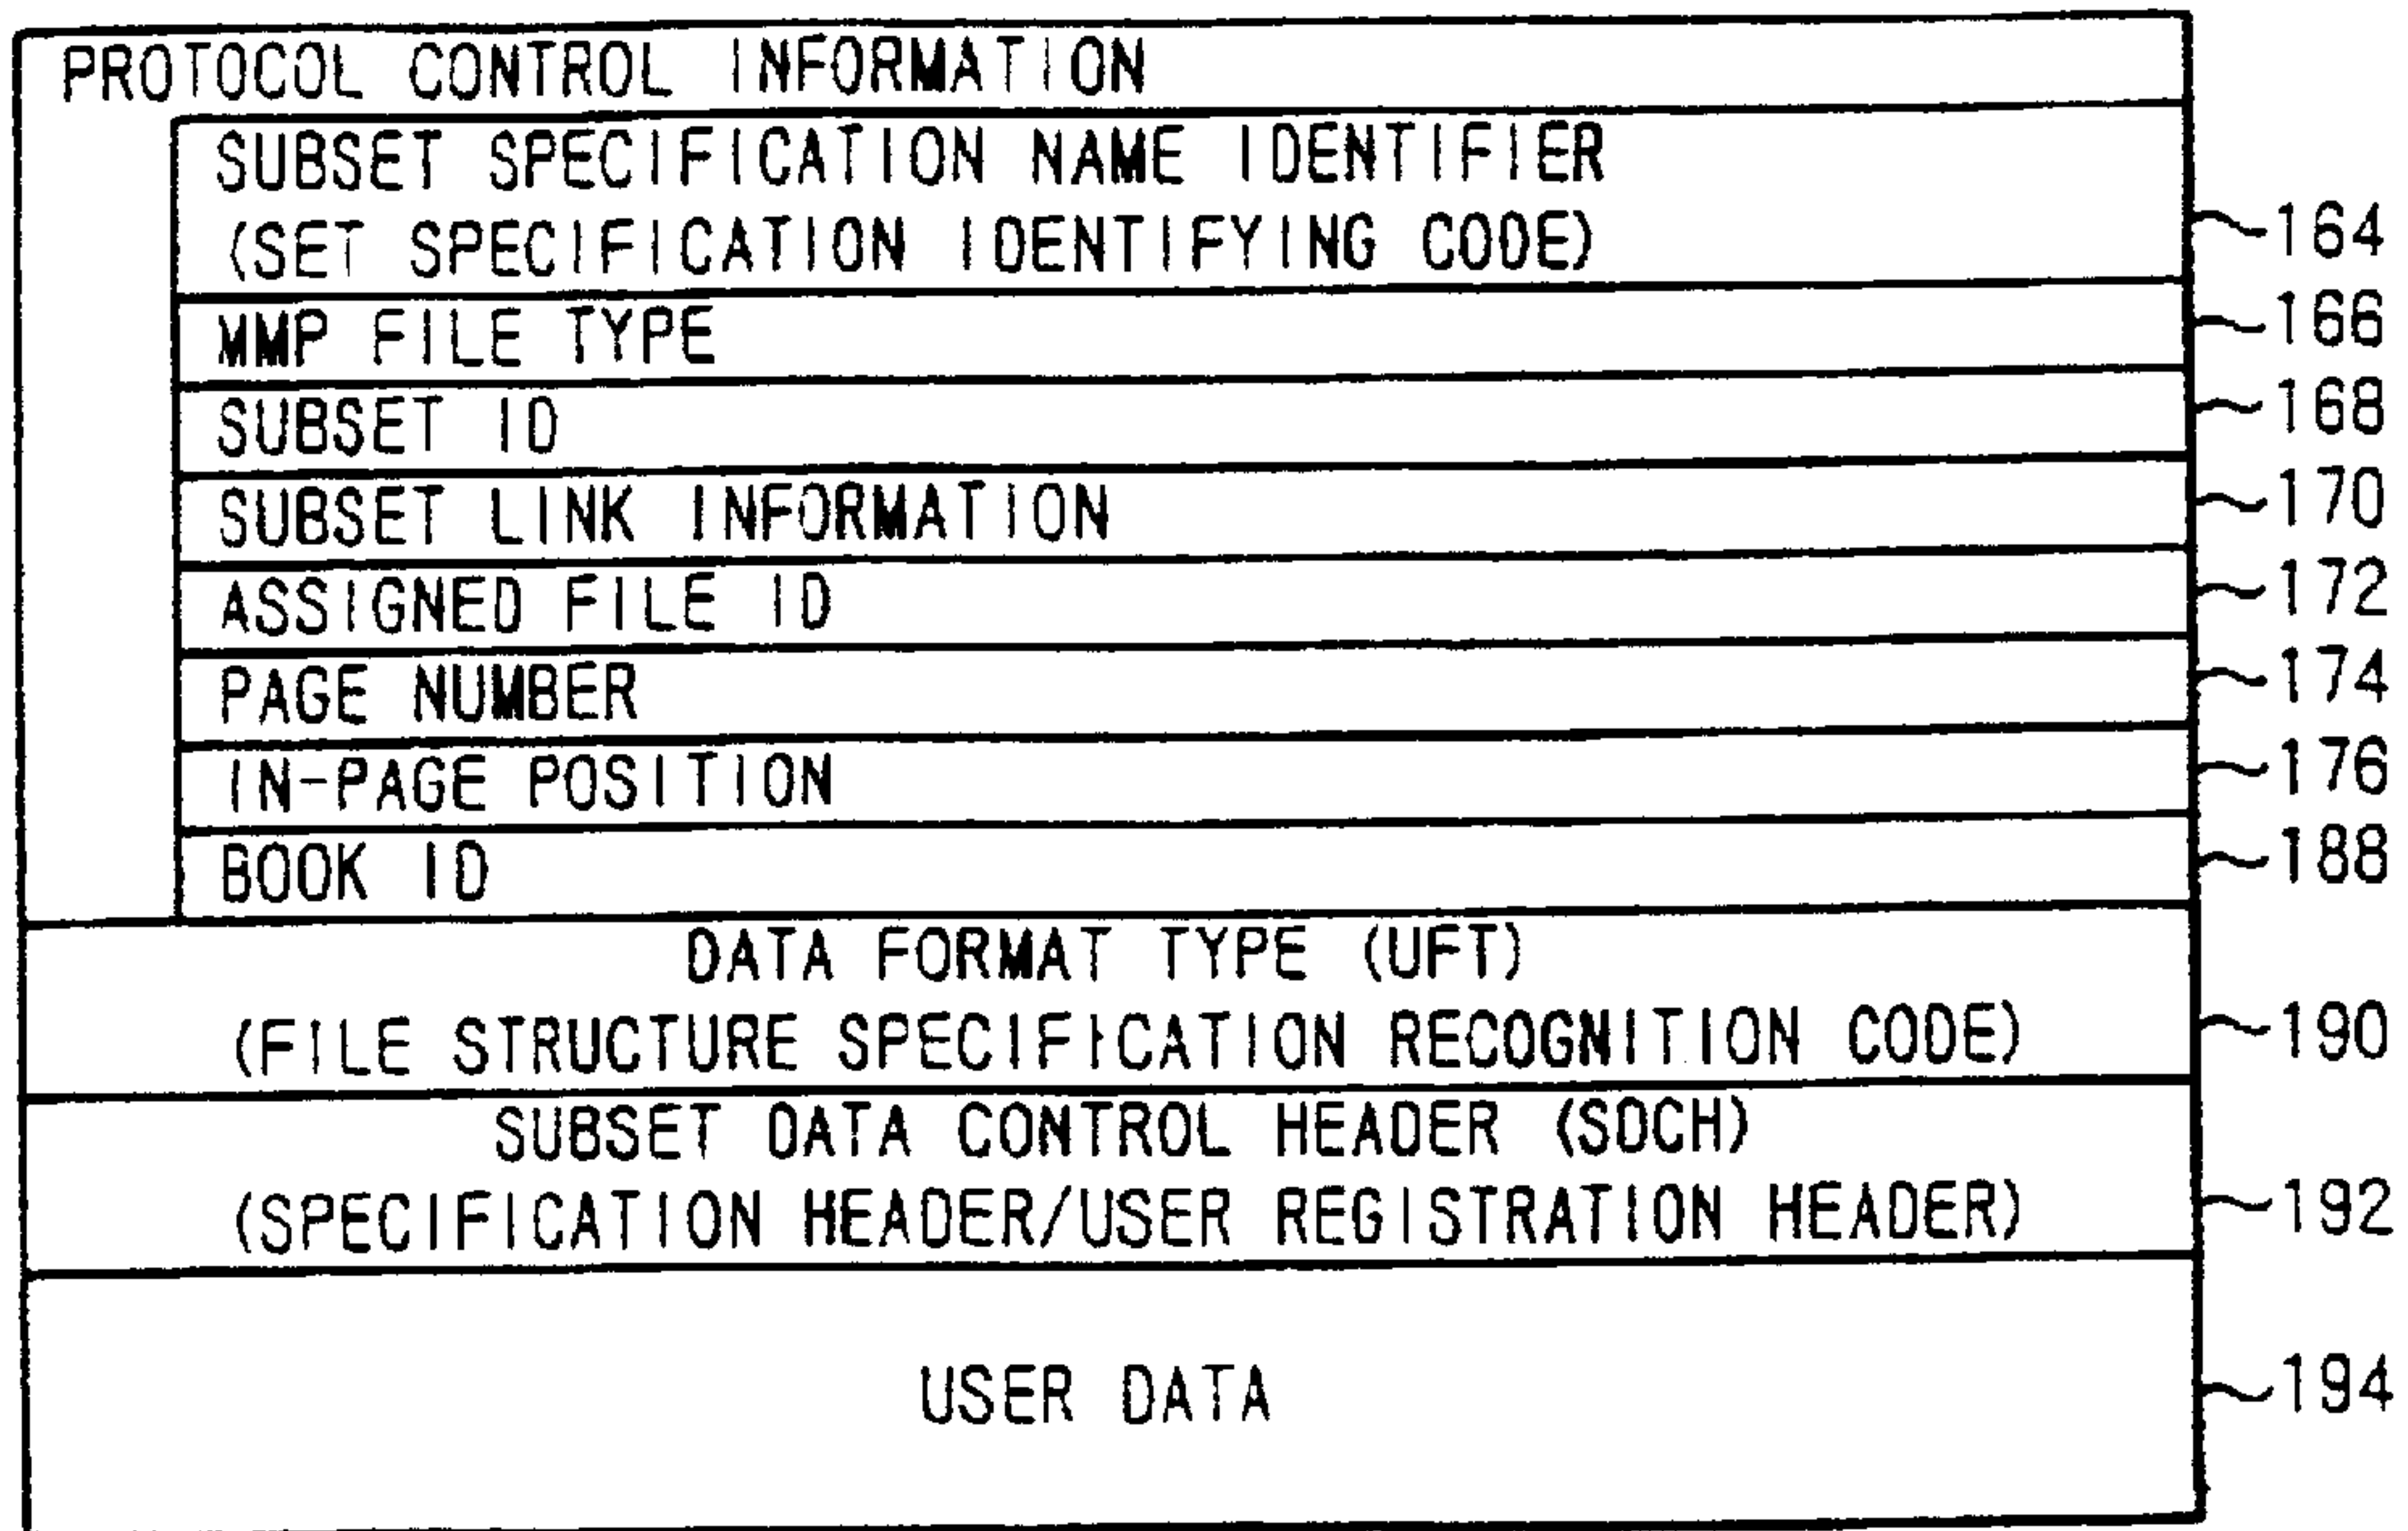 PROTOCOL CONTROL INFORMATION
SUBSET SPECIFICATION NAME IDENTIFIER
(SET SPECIFICATION IDENTIFYING CODE)
164
MMP FILE TYPE
166
SUBSET ID
168
SUBSET LINK INFORMATION
170
ASSIGNED FILE ID
172
PAGE NUMBER
174
IN-PAGE POSITION
176
BOOK ID
188
DATA FORMAT TYPE (UFT)
(FILE STRUCTURE SPECIFICATION RECOGNITION CODE)
190
SUBSET DATA CONTROL HEADER (SDCH)
(SPECIFICATION HEADER/USER REGISTRATION HEADER)
192
USER DATA
194